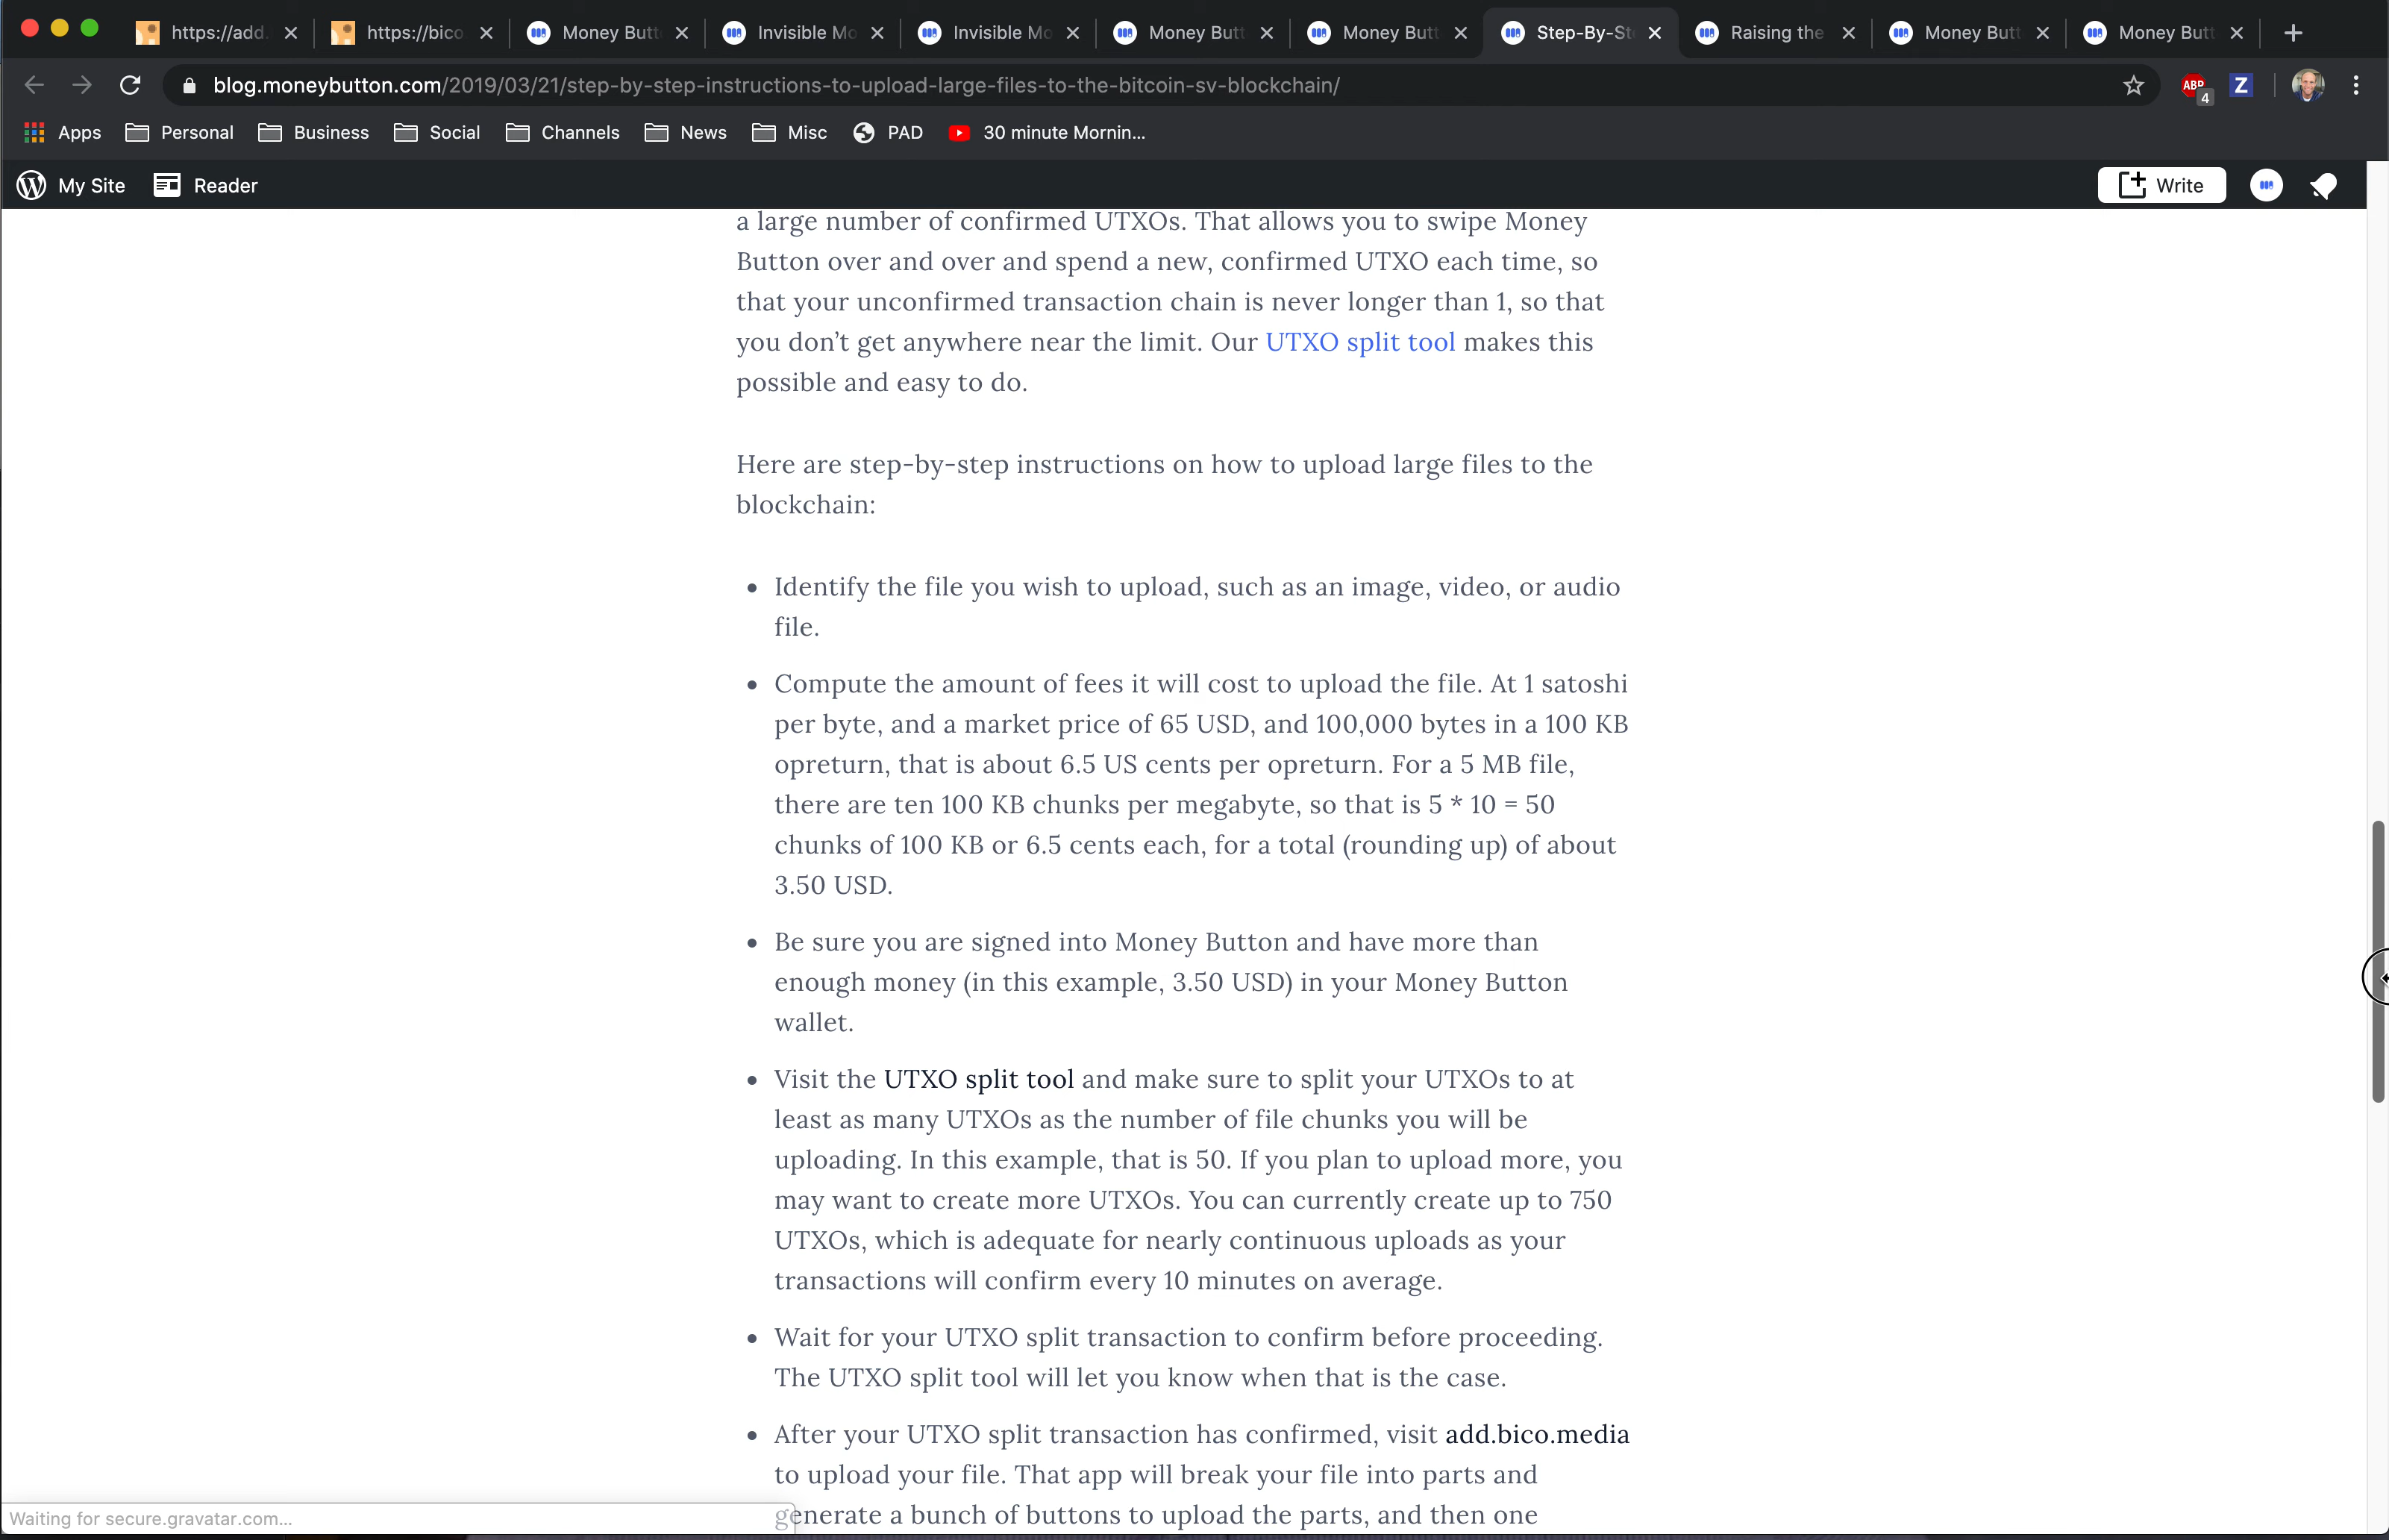 https://add.
https://bico
Money Butt
Invisible Mo
Invisible Mo
Money Butt
Money Butt
Step-By-St
Raising the
Money Butt
Money Butt
blog.moneybutton.com/2019/03/21/step-by-step-instructions-to-upload-large-files-to-the-bitcoin-sv-blockchain/
ABP
4
Z
Apps
Personal
Business
Social
Channels
News
Misc
PAD
30 minute Mornin...
My Site
Reader
Write
a large number of confirmed UTXOs. That allows you to swipe Money
Button over and over and spend a new, confirmed UTXO each time, so
that your unconfirmed transaction chain is never longer than 1, so that
you don’t get anywhere near the limit. Our UTXO split tool makes this
possible and easy to do.
Here are step-by-step instructions on how to upload large files to the
blockchain:
• Identify the file you wish to upload, such as an image, video, or audio
file.
• Compute the amount of fees it will cost to upload the file. At 1 satoshi
per byte, and a market price of 65 USD, and 100,000 bytes in a 100 KB
opreturn, that is about 6.5 US cents per opreturn. For a 5 MB file,
there are ten 100 KB chunks per megabyte, so that is 5 * 10 = 50
chunks of 100 KB or 6.5 cents each, for a total (rounding up) of about
3.50 USD.
• Be sure you are signed into Money Button and have more than
enough money (in this example, 3.50 USD) in your Money Button
wallet.
• Visit the UTXO split tool and make sure to split your UTXOs to at
least as many UTXOs as the number of file chunks you will be
uploading. In this example, that is 50. If you plan to upload more, you
may want to create more UTXOs. You can currently create up to 750
UTXOs, which is adequate for nearly continuous uploads as your
transactions will confirm every 10 minutes on average.
• Wait for your UTXO split transaction to confirm before proceeding.
The UTXO split tool will let you know when that is the case.
• After your UTXO split transaction has confirmed, visit add.bico.media
to upload your file. That app will break your file into parts and
generate a bunch of buttons to upload the parts, and then one
Waiting for secure.gravatar.com...